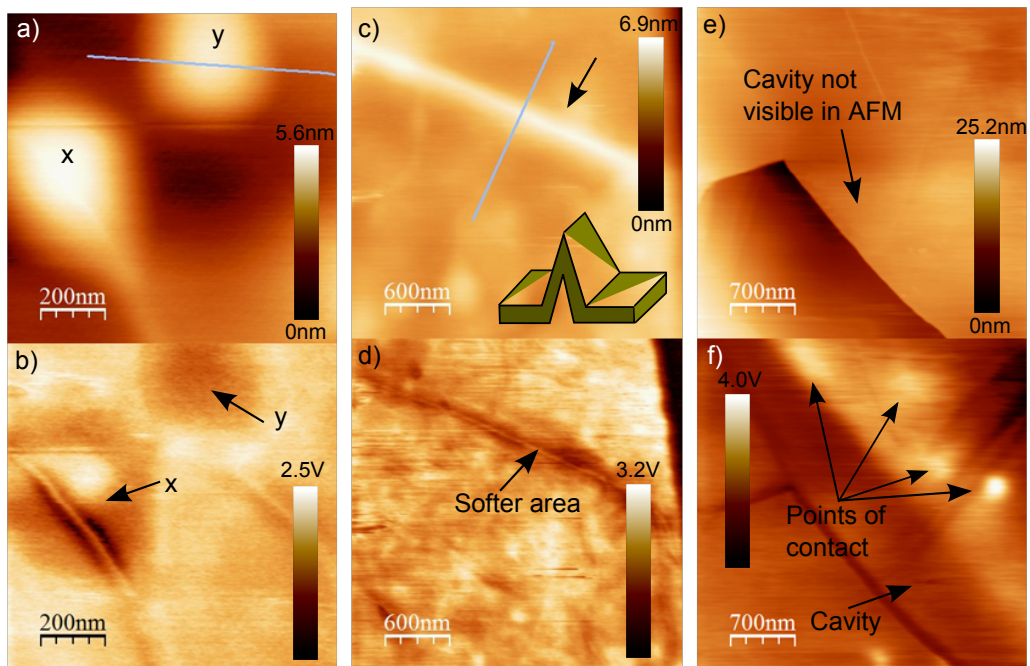 a)
y
x
5.6nm
0nm
200nm
b)
y
x
2.5V
200nm
c)
6.9nm
0nm
600nm
d)
Softer area
3.2V
600nm
e)
Cavity not
visible in AFM
25.2nm
0nm
700nm
f)
4.0V
Points of
contact
Cavity
700nm